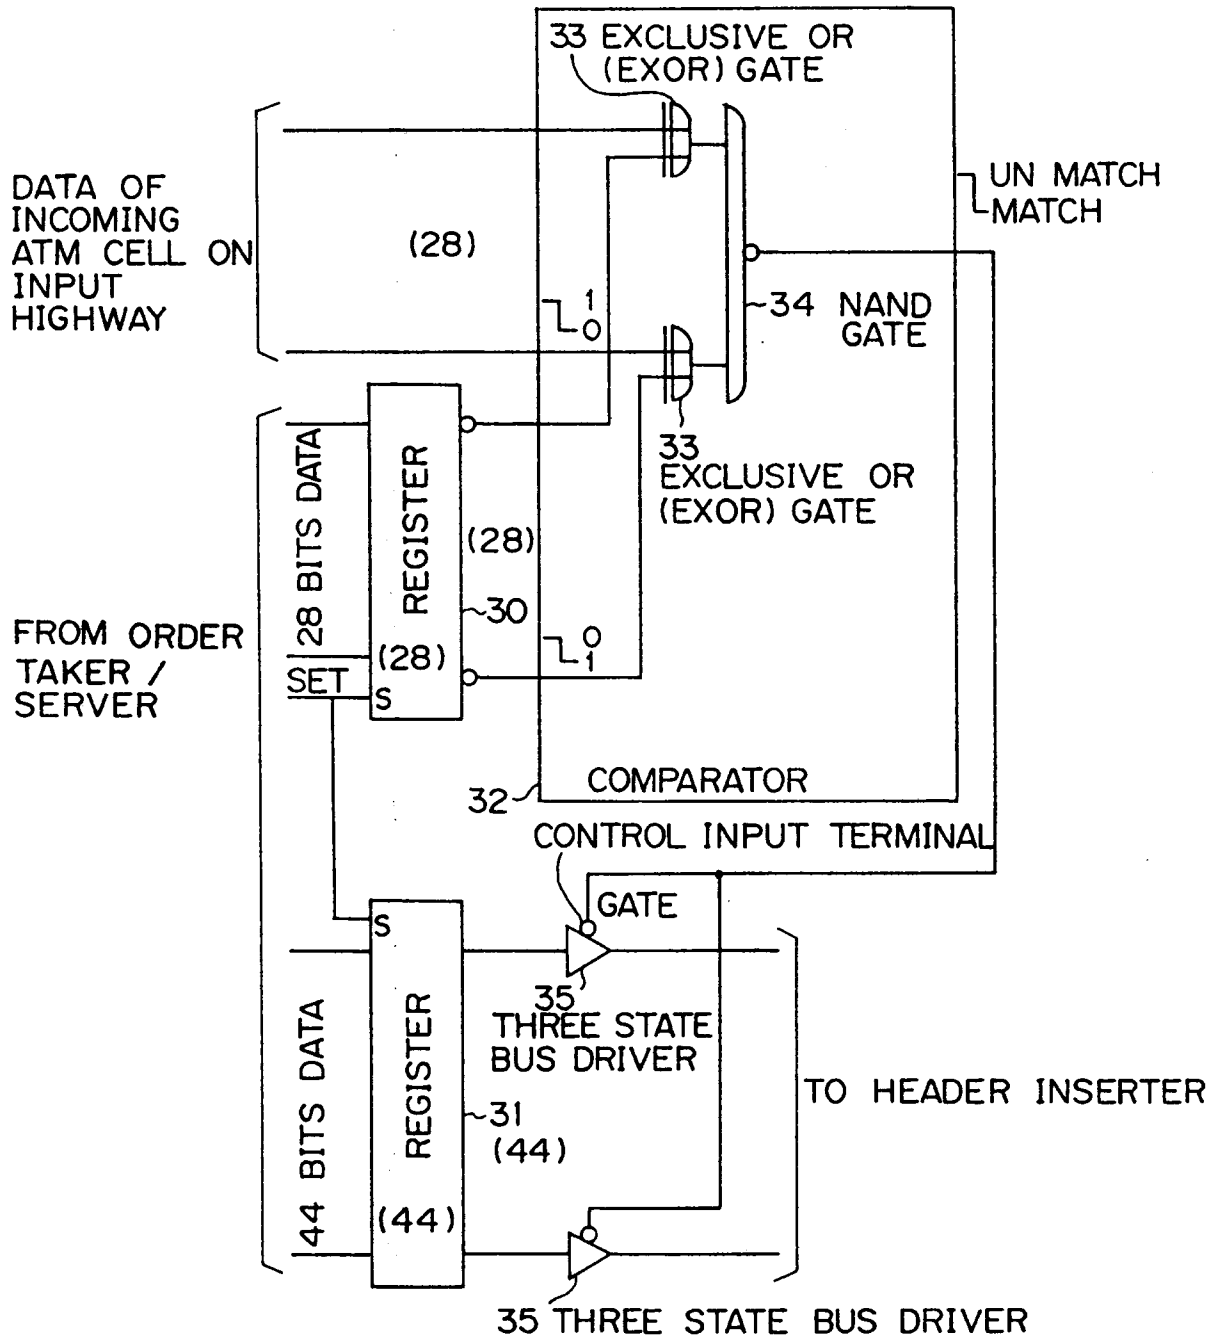 33 EXCLUSIVE OR
(EXOR) GATE
DATA OF
INCOMING
ATM CELL ON
INPUT
HIGHWAY
(28)
UN MATCH
MATCH
1
0
34 NAND
GATE
33
EXCLUSIVE OR
(EXOR) GATE
28 BITS DATA
REGISTER
(28)
30
(28)
0
1
FROM ORDER
TAKER /
SERVER
SET
S
COMPARATOR
32
CONTROL INPUT TERMINAL
GATE
S
35
THREE STATE
BUS DRIVER
44 BITS DATA
REGISTER
31
(44)
(44)
TO HEADER INSERTER
35 THREE STATE BUS DRIVER